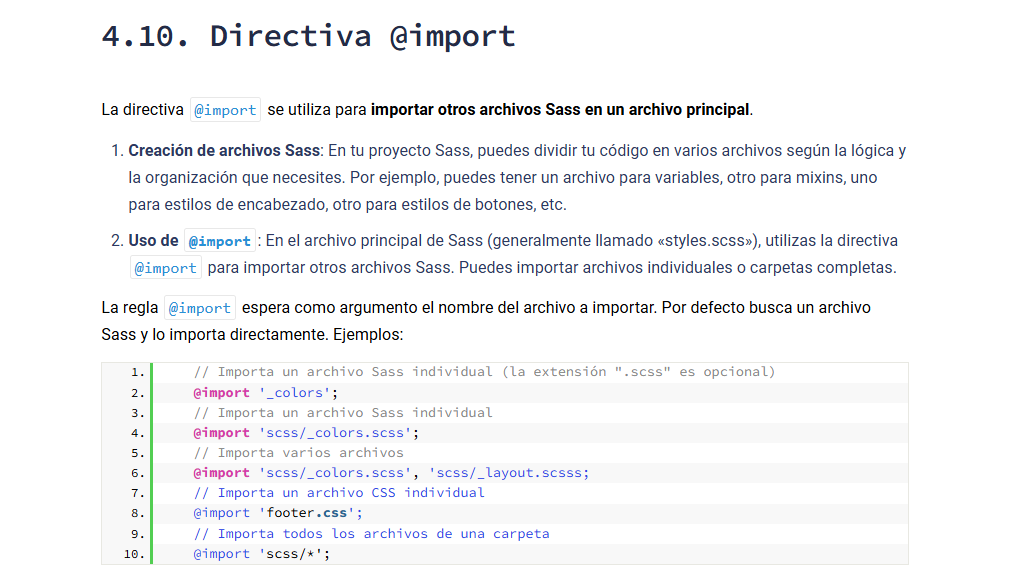 4.10. Directiva @import
La directiva @import se utiliza para importar otros archivos Sass en un archivo principal.
1. Creación de archivos Sass: En tu proyecto Sass, puedes dividir tu código en varios archivos según la lógica y
la organización que necesites. Por ejemplo, puedes tener un archivo para variables, otro para mixins, uno
para estilos de encabezado, otro para estilos de botones, etc.
2. Uso de @import: En el archivo principal de Sass (generalmente llamado «styles.scss»), utilizas la directiva
@import para importar otros archivos Sass. Puedes importar archivos individuales o carpetas completas.
La regla @import espera como argumento el nombre del archivo a importar. Por defecto busca un archivo
Sass y lo importa directamente. Ejemplos:
1. // Importa un archivo Sass individual (la extensión ".scss" es opcional)
2. @import '_colors';
3. // Importa un archivo Sass individual
4. @import 'scss/_colors.scss';
5. // Importa varios archivos
6. @import 'scss/_colors.scss', 'scss/_layout.scsss;
7. // Importa un archivo CSS individual
8. @import 'footer.css';
9. // Importa todos los archivos de una carpeta
10. @import 'scss/*';